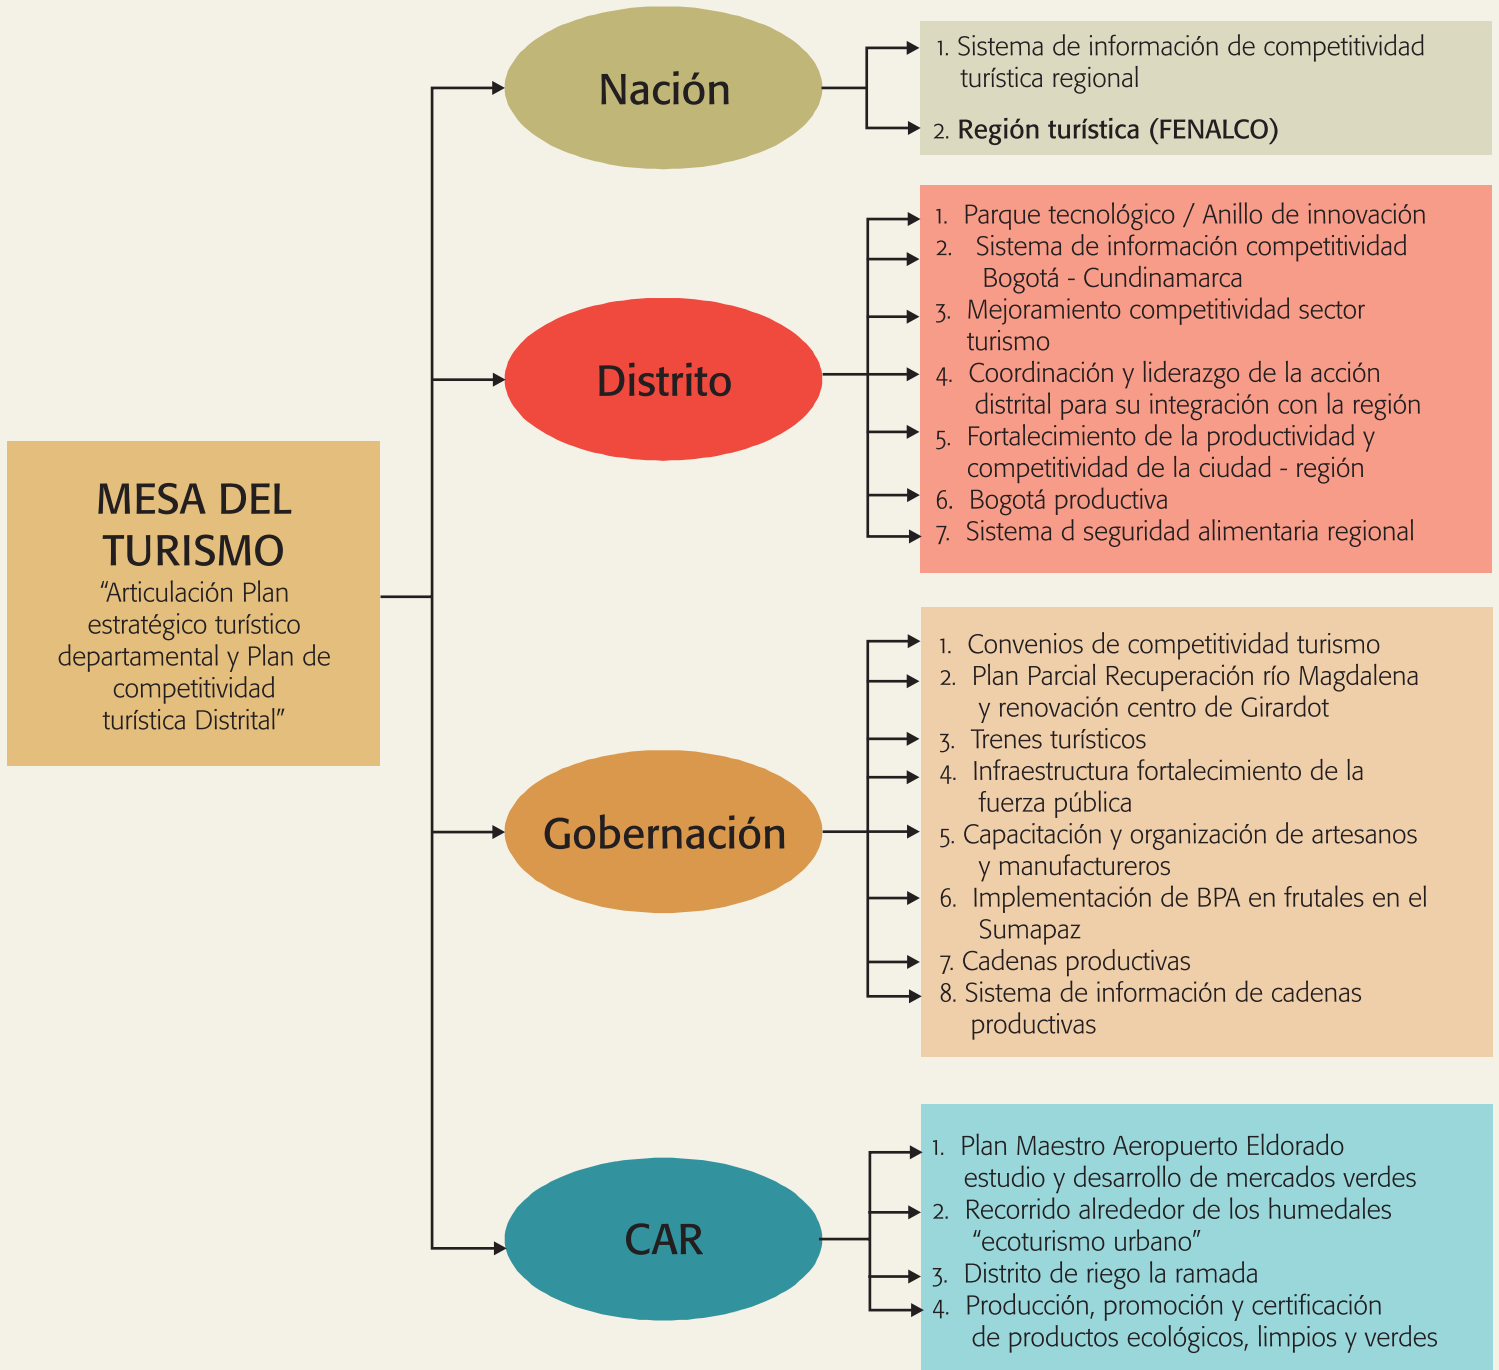 MESA DEL
TURISMO
“Articulación Plan
estratégico turístico
departamental y Plan de
competitividad
turística Distrital”
Nación
1. Sistema de información de competitividad
turística regional
2. Región turística (FENALCO)
Distrito
1. Parque tecnológico / Anillo de innovación
2. Sistema de información competitividad
Bogotá - Cundinamarca
3. Mejoramiento competitividad sector
turismo
4. Coordinación y liderazgo de la acción
distrital para su integración con la región
5. Fortalecimiento de la productividad y
competitividad de la ciudad - región
6. Bogotá productiva
7. Sistema d seguridad alimentaria regional
Gobernación
1. Convenios de competitividad turismo
2. Plan Parcial Recuperación río Magdalena
y renovación centro de Girardot
3. Trenes turísticos
4. Infraestructura fortalecimiento de la
fuerza pública
5. Capacitación y organización de artesanos
y manufactureros
6. Implementación de BPA en frutales en el
Sumapaz
7. Cadenas productivas
8. Sistema de información de cadenas
productivas
CAR
1. Plan Maestro Aeropuerto Eldorado
estudio y desarrollo de mercados verdes
2. Recorrido alrededor de los humedales
“ecoturismo urbano”
3. Distrito de riego la ramada
4. Producción, promoción y certificación
de productos ecológicos, limpios y verdes